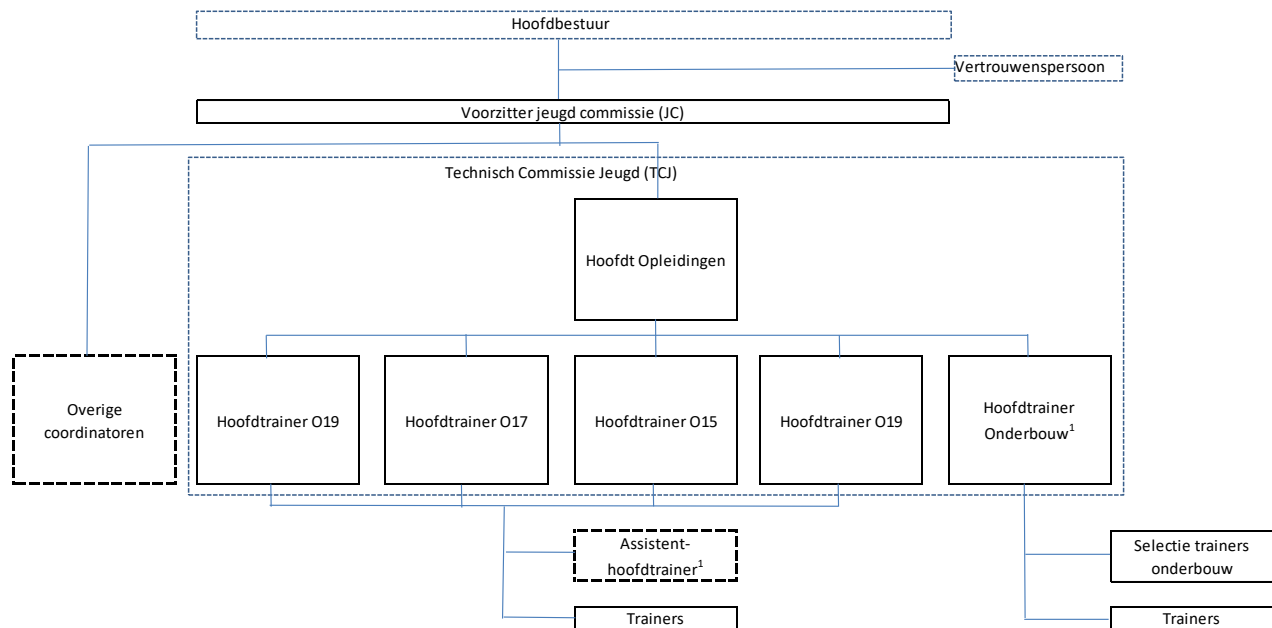 Hoofdbestuur
Vertrouwenspersoon
Voorzitter jeugd commissie (JC)
Technisch Commissie Jeugd (TCJ)
Hoofdt Opleidingen
Overige
coordinatoren
Hoofdtrainer O19
Hoofdtrainer O17
Hoofdtrainer O15
Hoofdtrainer O19
Hoofdtrainer
Onderbouw¹
Assistent-
hoofdtrainer¹
Selectie trainers
onderbouw
Trainers
Trainers